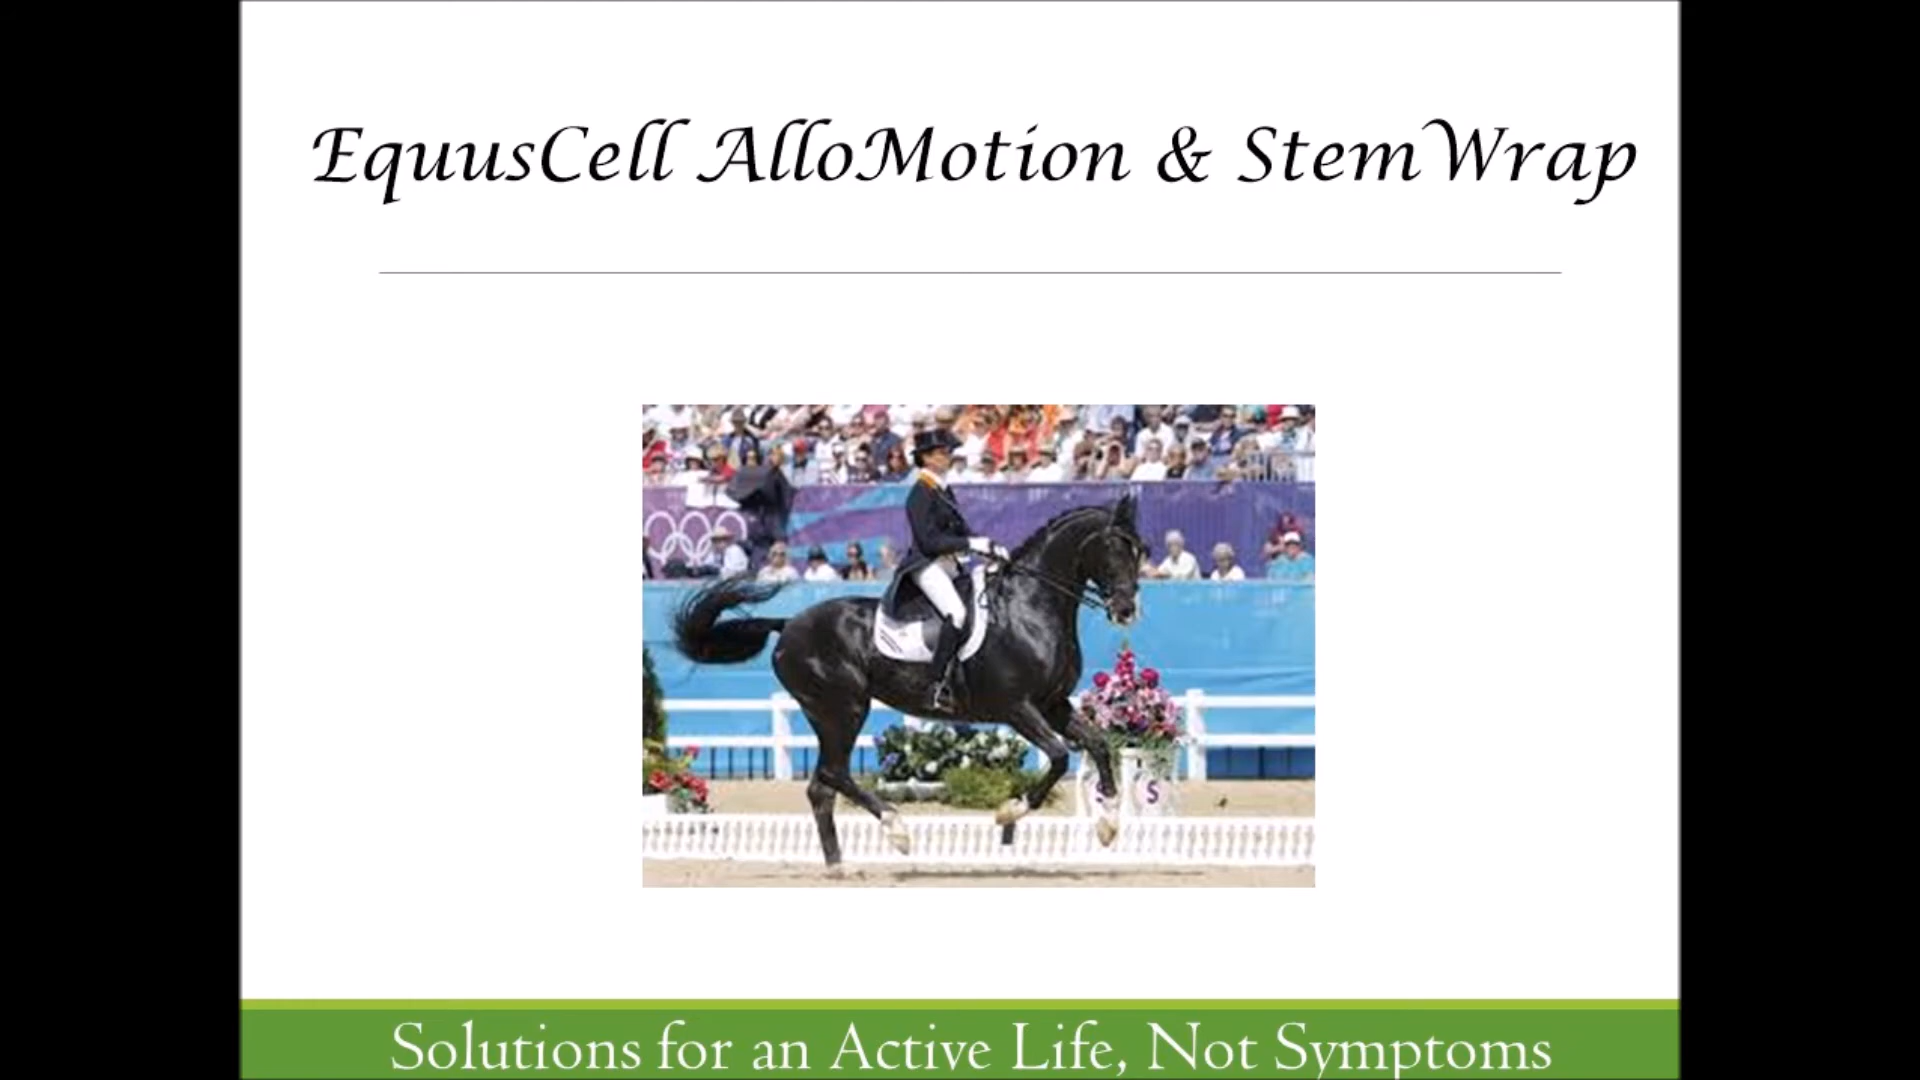 EquusCell AlloMotion & StemWrap
S
Solutions for an Active Life, Not Symptoms